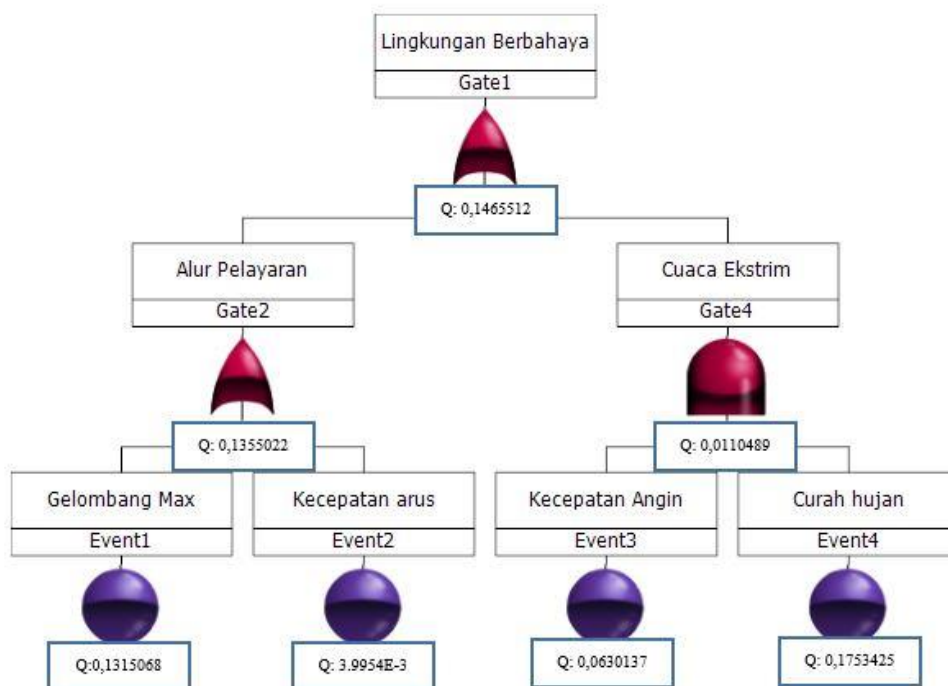 Lingkungan Berbahaya
Gate1
Q: 0,1465512
Alur Pelayaran
Gate2
Cuaca Ekstrim
Gate4
Q: 0,1355022
Q: 0,0110489
Gelombang Max
Event1
Kecepatan arus
Event2
Kecepatan Angin
Event3
Curah hujan
Event4
Q:0,1315068
Q: 3.9954E-3
Q: 0,0630137
Q: 0,1753425